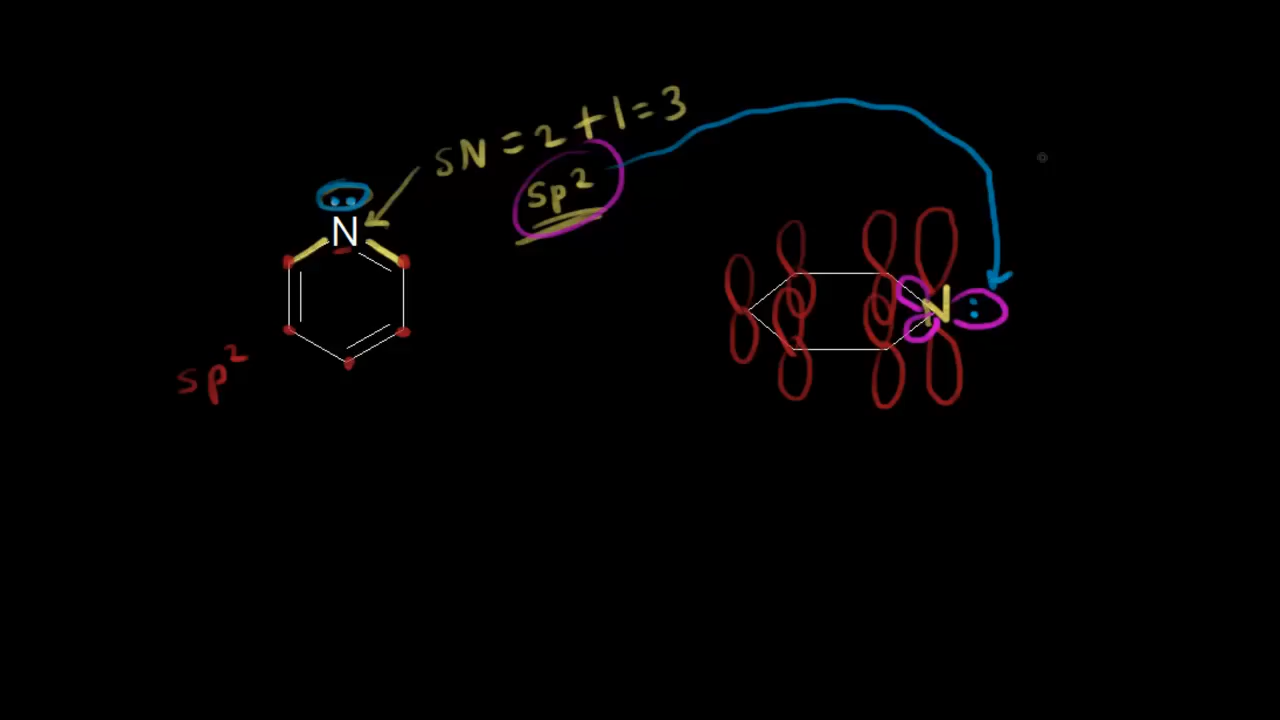 SN = 2 + 1 = 3
sp²
N
sp²
N